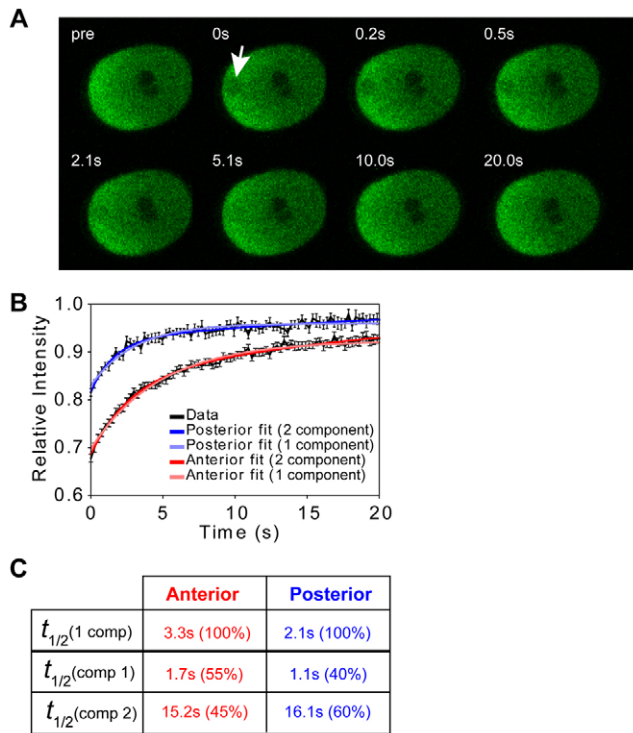 A
pre 0s 0.2s 0.5s
2.1s 5.1s 10.0s 20.0s
B
1.0
0.9
0.8
0.7
0.6
Relative Intensity
Data
Posterior fit (2 component)
Posterior fit (1 component)
Anterior fit (2 component)
Anterior fit (1 component)
0 5 10 15 20
Time (s)
C
Anterior Posterior
t1/2(1 comp) 3.3s (100%) 2.1s (100%)
t1/2(comp 1) 1.7s (55%) 1.1s (40%)
t1/2(comp 2) 15.2s (45%) 16.1s (60%)